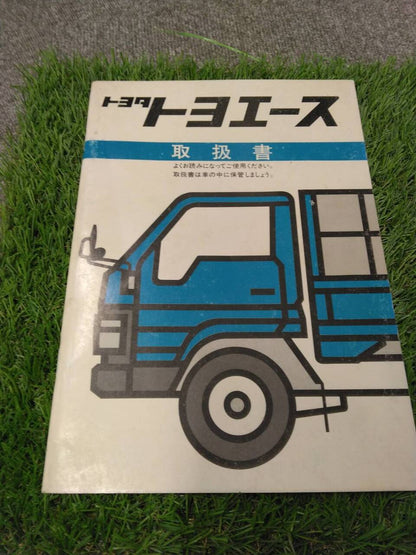 トヨタ トヨエース
取扱書
よくお読みになってご使用ください。
取扱書は車の中に保管しましょう。